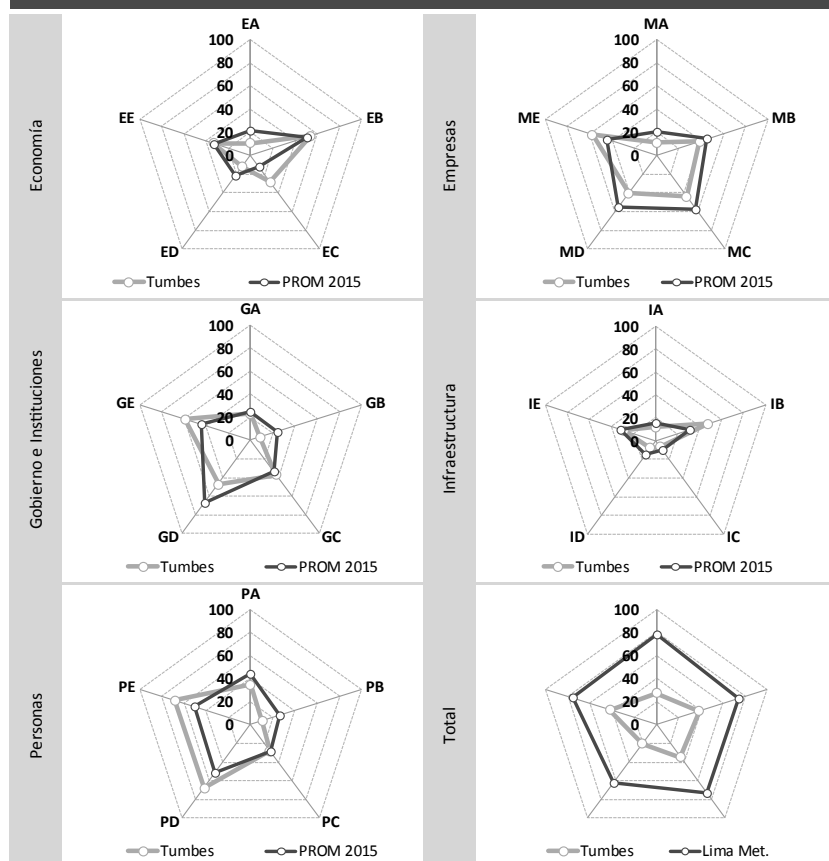 Economía
EA
100
80
60
40
20
0
EB
EC
ED
EE
Tumbes PROM 2015
Empresas
MA
100
80
60
40
20
0
MB
MC
MD
ME
Tumbes PROM 2015
Gobierno e Instituciones
GA
100
80
60
40
20
0
GB
GC
GD
GE
Tumbes PROM 2015
Infraestructura
IA
100
80
60
40
20
0
IB
IC
ID
IE
Tumbes PROM 2015
Personas
PA
100
80
60
40
20
0
PB
PC
PD
PE
Tumbes PROM 2015
Total
100
80
60
40
20
0
Tumbes Lima Met.